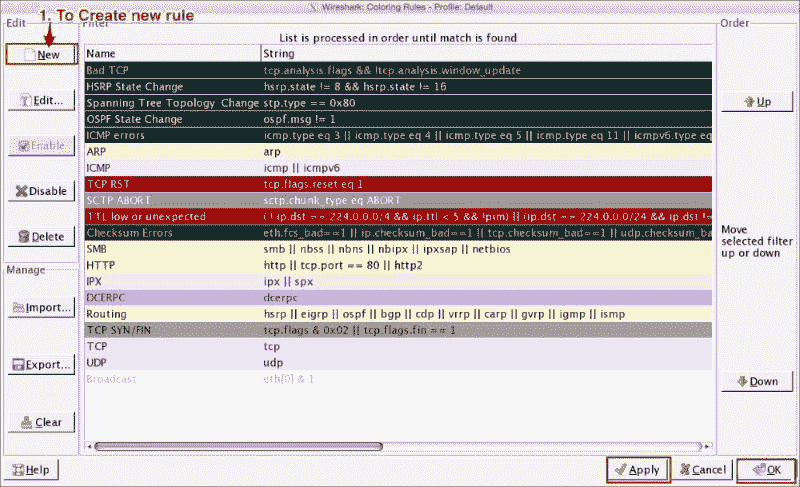 1. To Create new rule
Wireshark: Coloring Rules - Profile: Default
Edit
Filter
Order
List is processed in order until match is found
New
Name String
Bad TCP tcp.analysis.flags && !tcp.analysis.window_update
HSRP State Change hsrp.state != 8 && hsrp.state != 16
Edit...
Spanning Tree Topology Change stp.type == 0x80
Up
OSPF State Change ospf.msg != 1
ICMP errors icmp.type eq 3 || icmp.type eq 4 || icmp.type eq 5 || icmp.type eq 11 || icmpv6.type eq
Enable
ARP arp
ICMP icmp || icmpv6
Disable
TCP RST tcp.flags.reset eq 1
SCTP ABORT sctp.chunk_type eq ABORT
TTL low or unexpected ( ! ip.dst == 224.0.0.0/4 && ip.ttl < 5 && !pim) || (ip.dst == 224.0.0.0/24 && ip.dst !=
Delete
Checksum Errors eth.fcs_bad==1 || ip.checksum_bad==1 || tcp.checksum_bad==1 || udp.checksum_ba
Move
selected filter
up or down
SMB smb || nbss || nbns || nbipx || ipxsap || netbios
Manage
HTTP http || tcp.port == 80 || http2
IPX ipx || spx
DCERPC dcerpc
Import...
Routing hsrp || eigrp || ospf || bgp || cdp || vrrp || carp || gvrp || igmp || ismp
TCP SYN/FIN tcp.flags & 0x02 || tcp.flags.fin == 1
TCP tcp
UDP udp
Export...
Broadcast eth[0] & 1
Down
Clear
Help
Apply
Cancel
OK